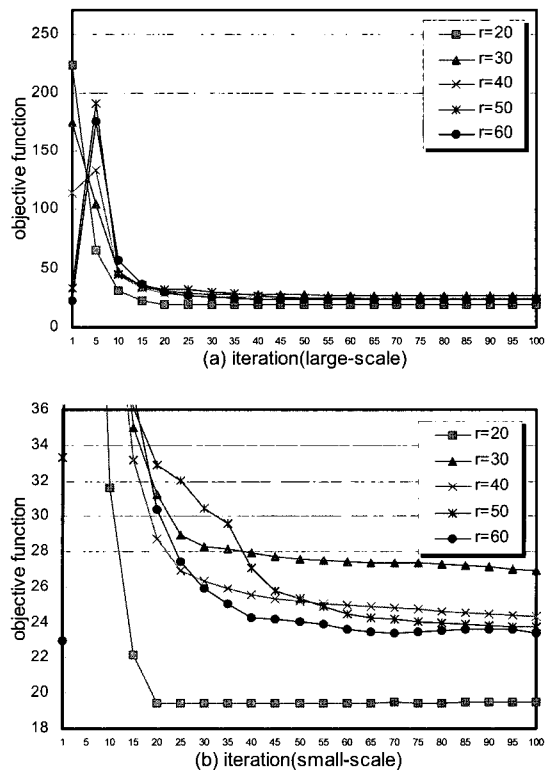 250
200
150
100
50
0
objective function
r=20
r=30
r=40
r=50
r=60
1 5 10 15 20 25 30 35 40 45 50 55 60 65 70 75 80 85 90 95 100
(a) iteration(large-scale)
36
34
32
30
28
26
24
22
20
18
objective function
r=20
r=30
r=40
r=50
r=60
1 5 10 15 20 25 30 35 40 45 50 55 60 65 70 75 80 85 90 95 100
(b) iteration(small-scale)